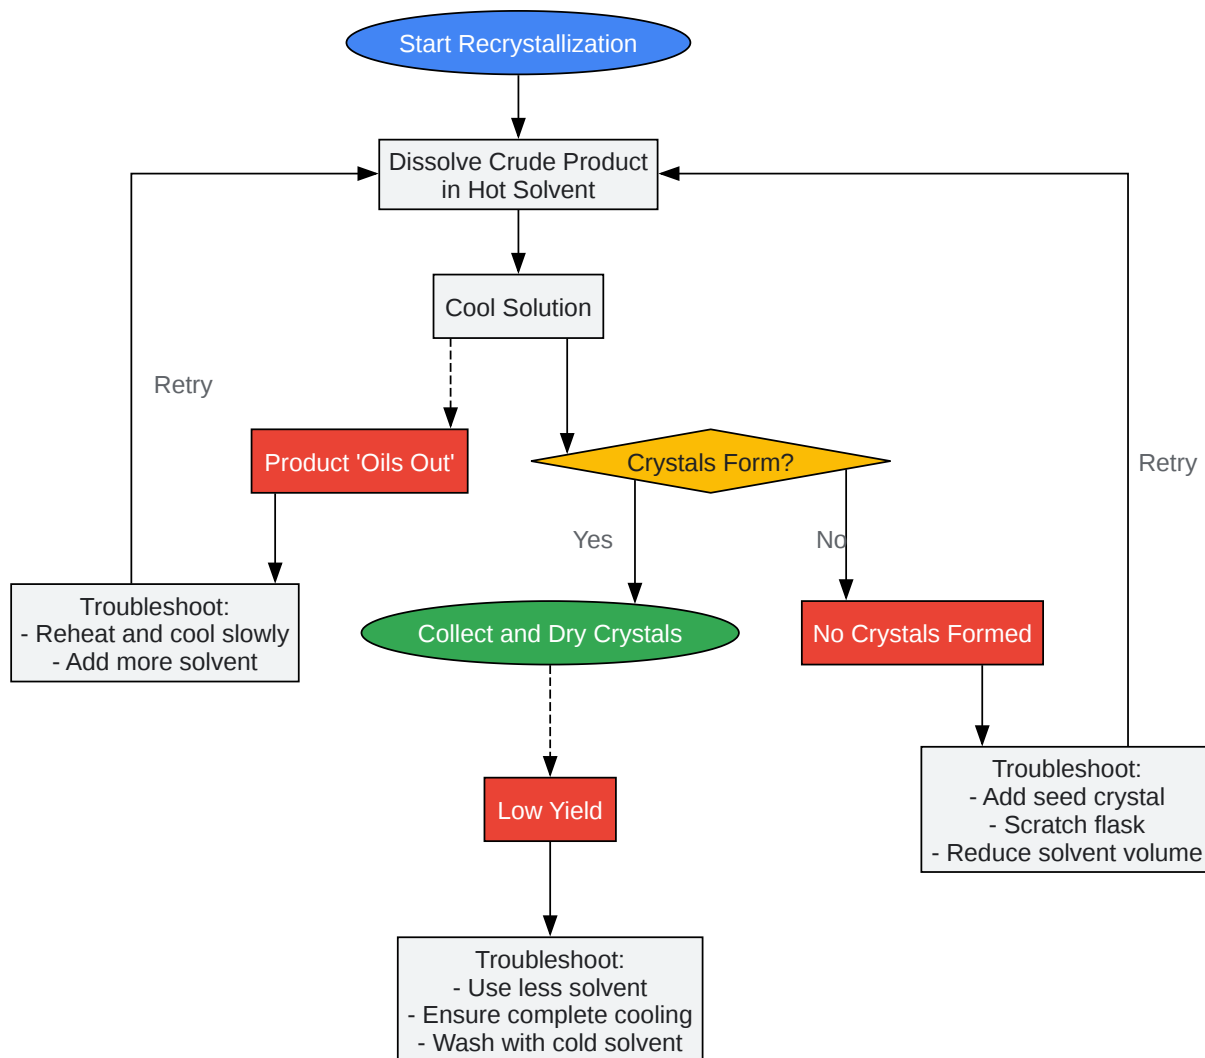 Start Recrystallization
Dissolve Crude Product
in Hot Solvent
Cool Solution
Retry
Product 'Oils Out'
Crystals Form?
Retry
Yes
No
Troubleshoot:
- Reheat and cool slowly
- Add more solvent
Collect and Dry Crystals
No Crystals Formed
Low Yield
Troubleshoot:
- Add seed crystal
- Scratch flask
- Reduce solvent volume
Troubleshoot:
- Use less solvent
- Ensure complete cooling
- Wash with cold solvent